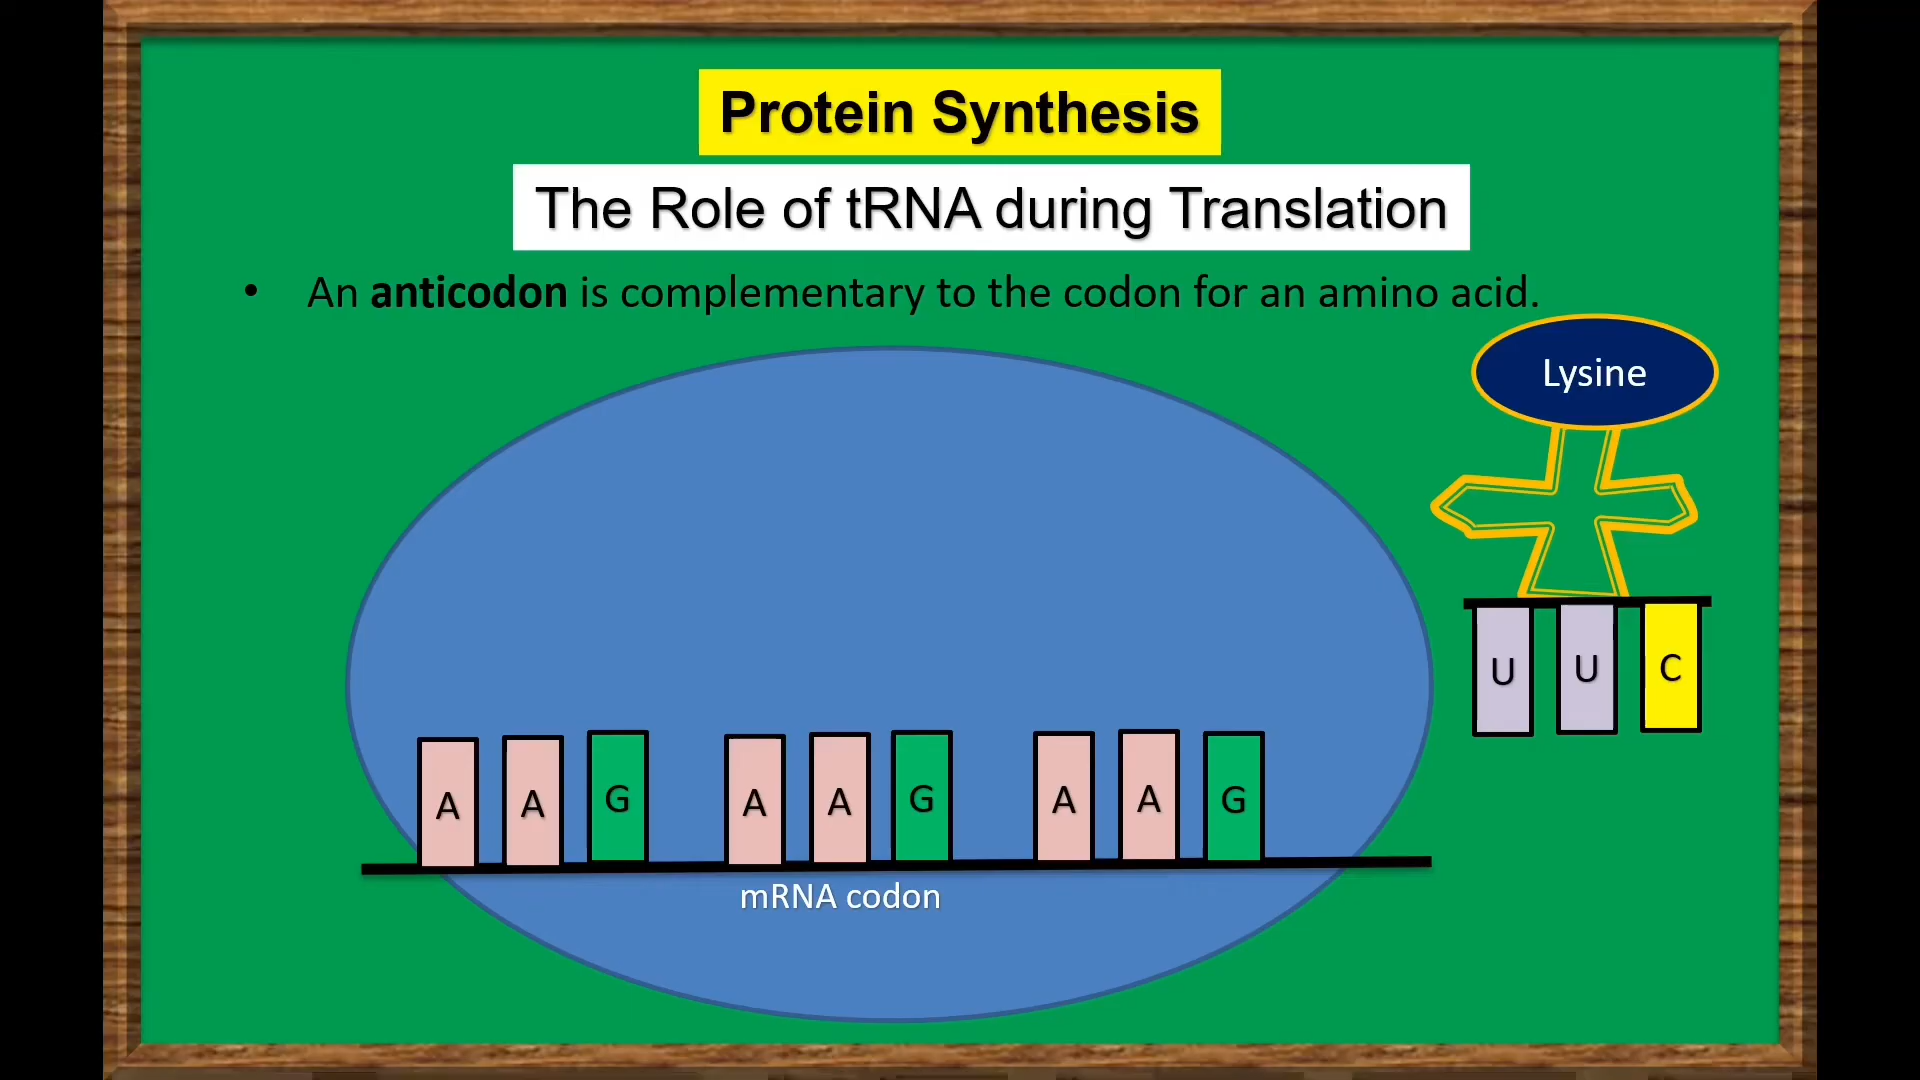 Protein Synthesis
The Role of tRNA during Translation
• An anticodon is complementary to the codon for an amino acid.
Lysine
U U C
A A G A A G A A G
mRNA codon